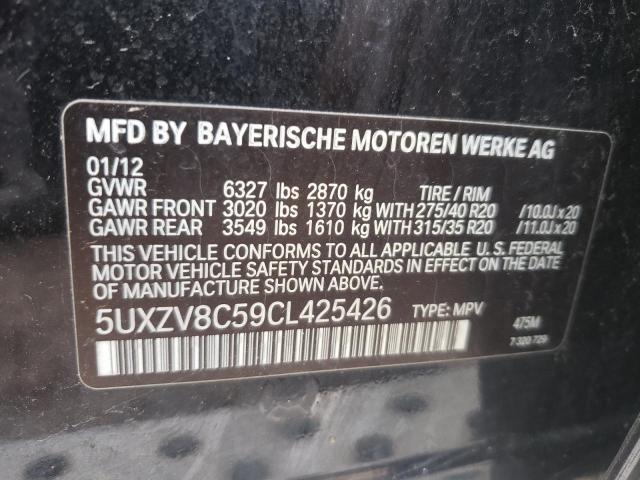 MFD BY BAYERISCHE MOTOREN WERKE AG
01/12
GVWR 6327 lbs 2870 kg TIRE / RIM
GAWR FRONT 3020 lbs 1370 kg WITH 275/40 R20 /10.0J x 20
GAWR REAR 3549 lbs 1610 kg WITH 315/35 R20 /11.0J x 20
THIS VEHICLE CONFORMS TO ALL APPLICABLE U. S. FEDERAL
MOTOR VEHICLE SAFETY STANDARDS IN EFFECT ON THE DATE
OF MANUFACTURE SHOWN ABOVE.
5UXZV8C59CL425426 TYPE: MPV 475M
7 320 729